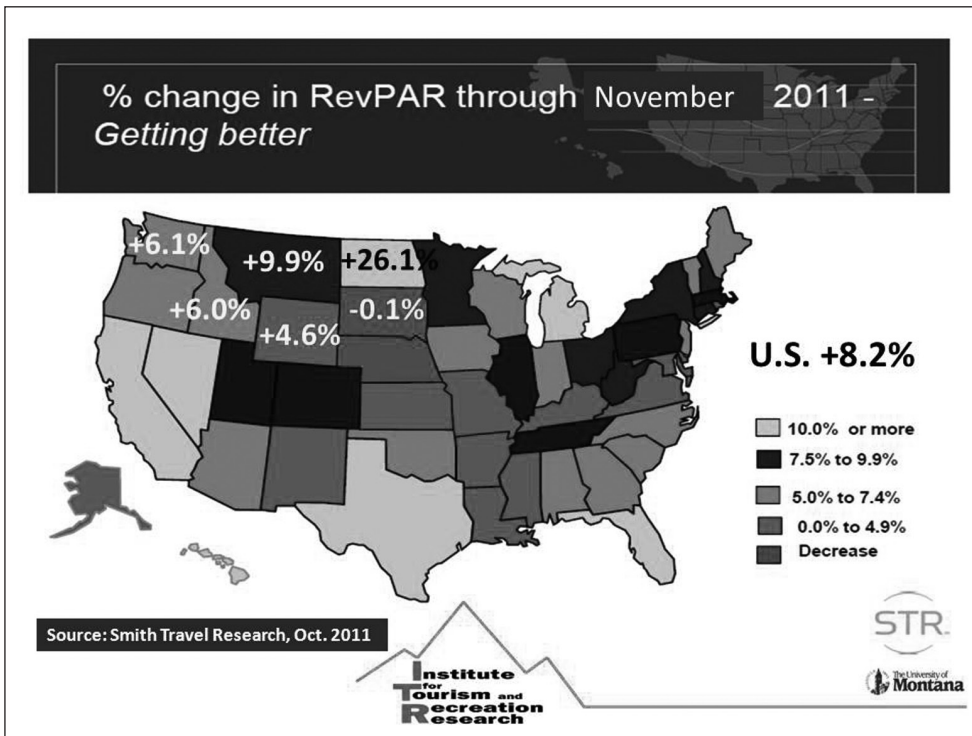 % change in RevPAR through November 2011 -
Getting better
+6.1%
+9.9%
+26.1%
+6.0%
+4.6%
-0.1%
U.S. +8.2%
10.0% or more
7.5% to 9.9%
5.0% to 7.4%
0.0% to 4.9%
Decrease
Source: Smith Travel Research, Oct. 2011
STR
Institute
for
Tourism and
Recreation
Research
The University of
Montana